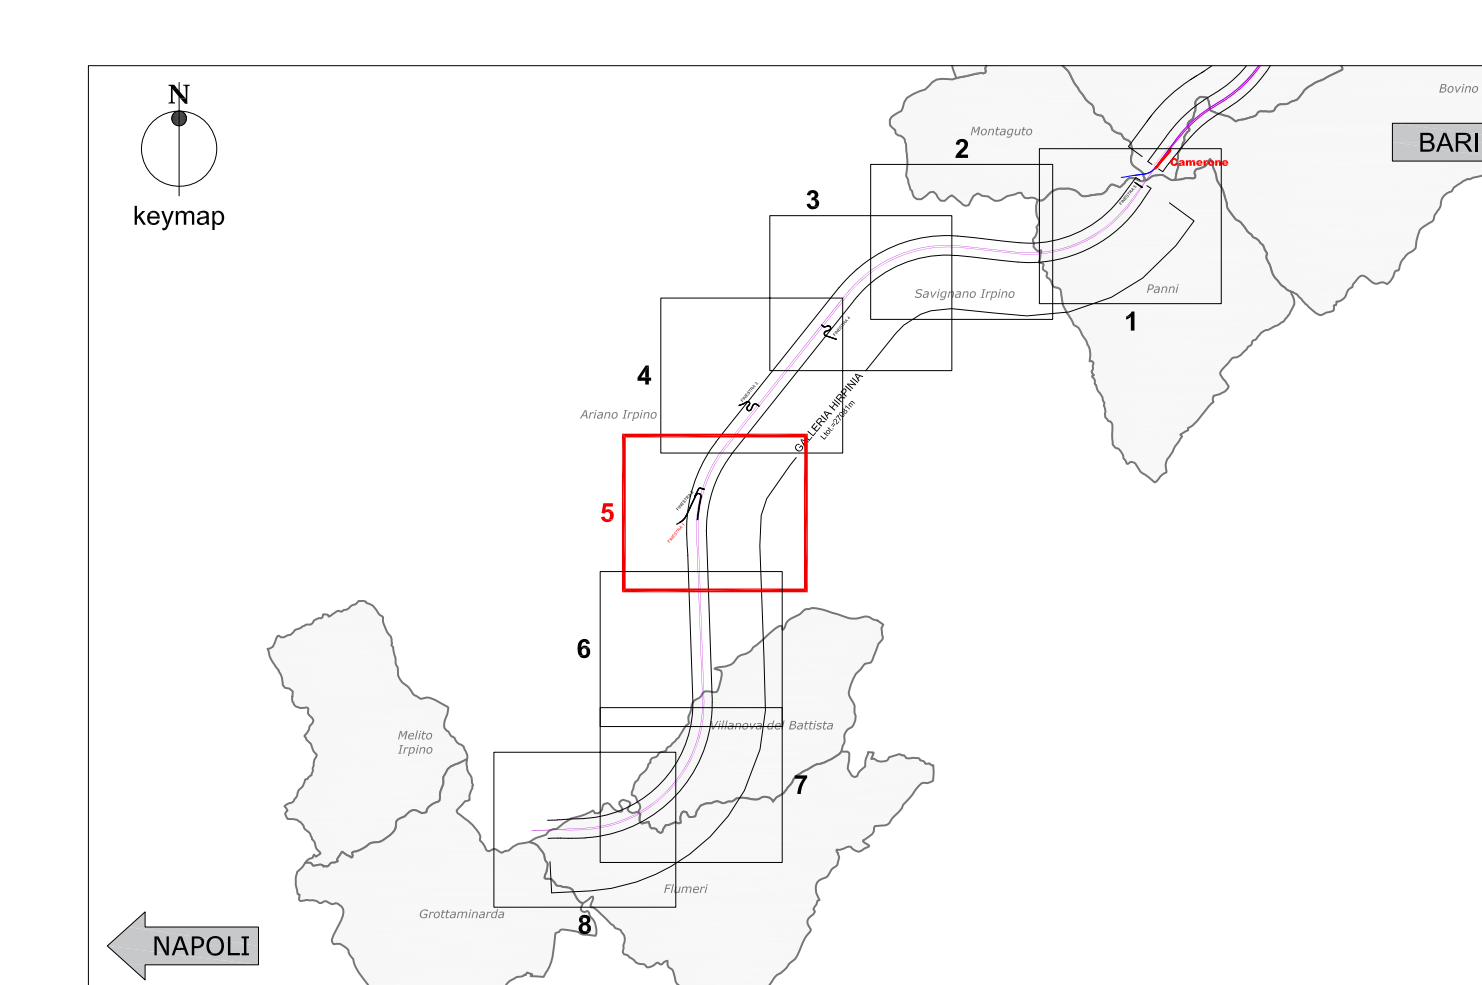 N
keymap
Bovino
BARI
Montaguto
2
Camerone
3
Savignano Irpino
Panni
1
4
Ariano Irpino
GALLERIA HIRPINIA
5
6
Melito
Irpino
Villanova del Battista
7
Flumeri
Grottaminarda
8
NAPOLI